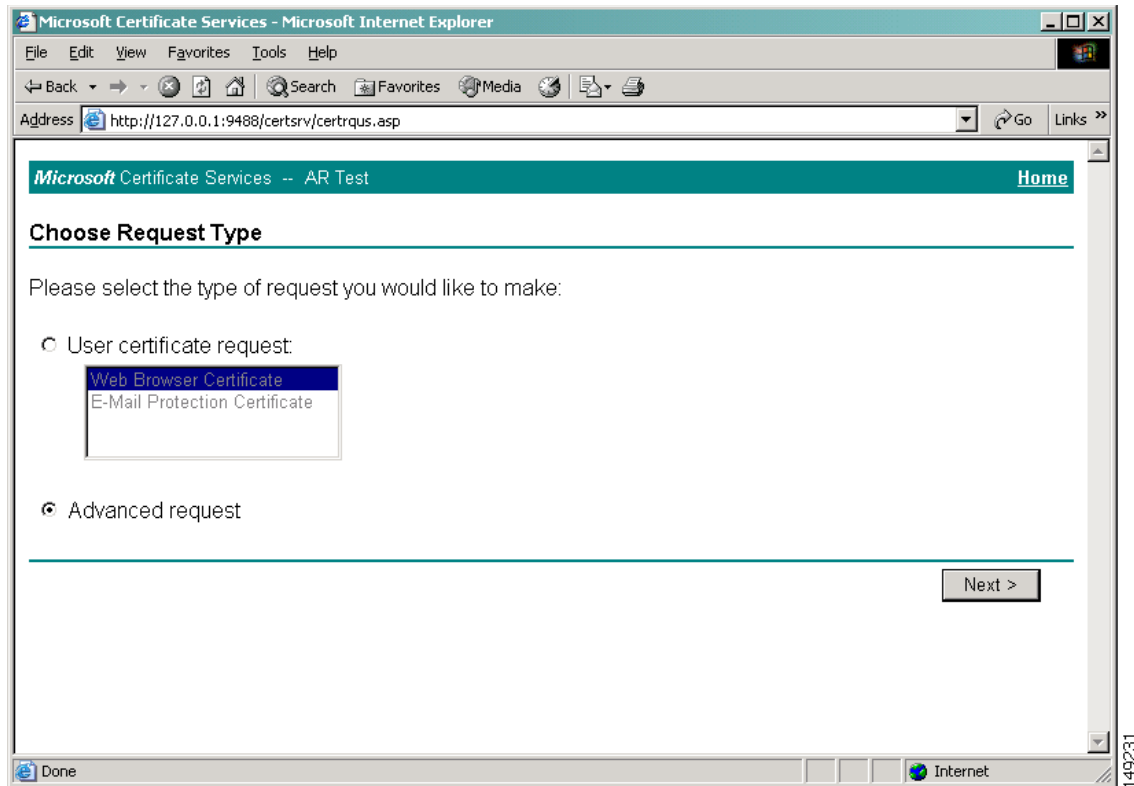 Microsoft Certificate Services - Microsoft Internet Explorer
File Edit View Favorites Tools Help
Back Search Favorites Media
Address http://127.0.0.1:9488/certsrv/certrqus.asp Go Links »
Microsoft Certificate Services -- AR Test Home
Choose Request Type
Please select the type of request you would like to make:
User certificate request:
Web Browser Certificate
E-Mail Protection Certificate
Advanced request
Next >
Done Internet
149231